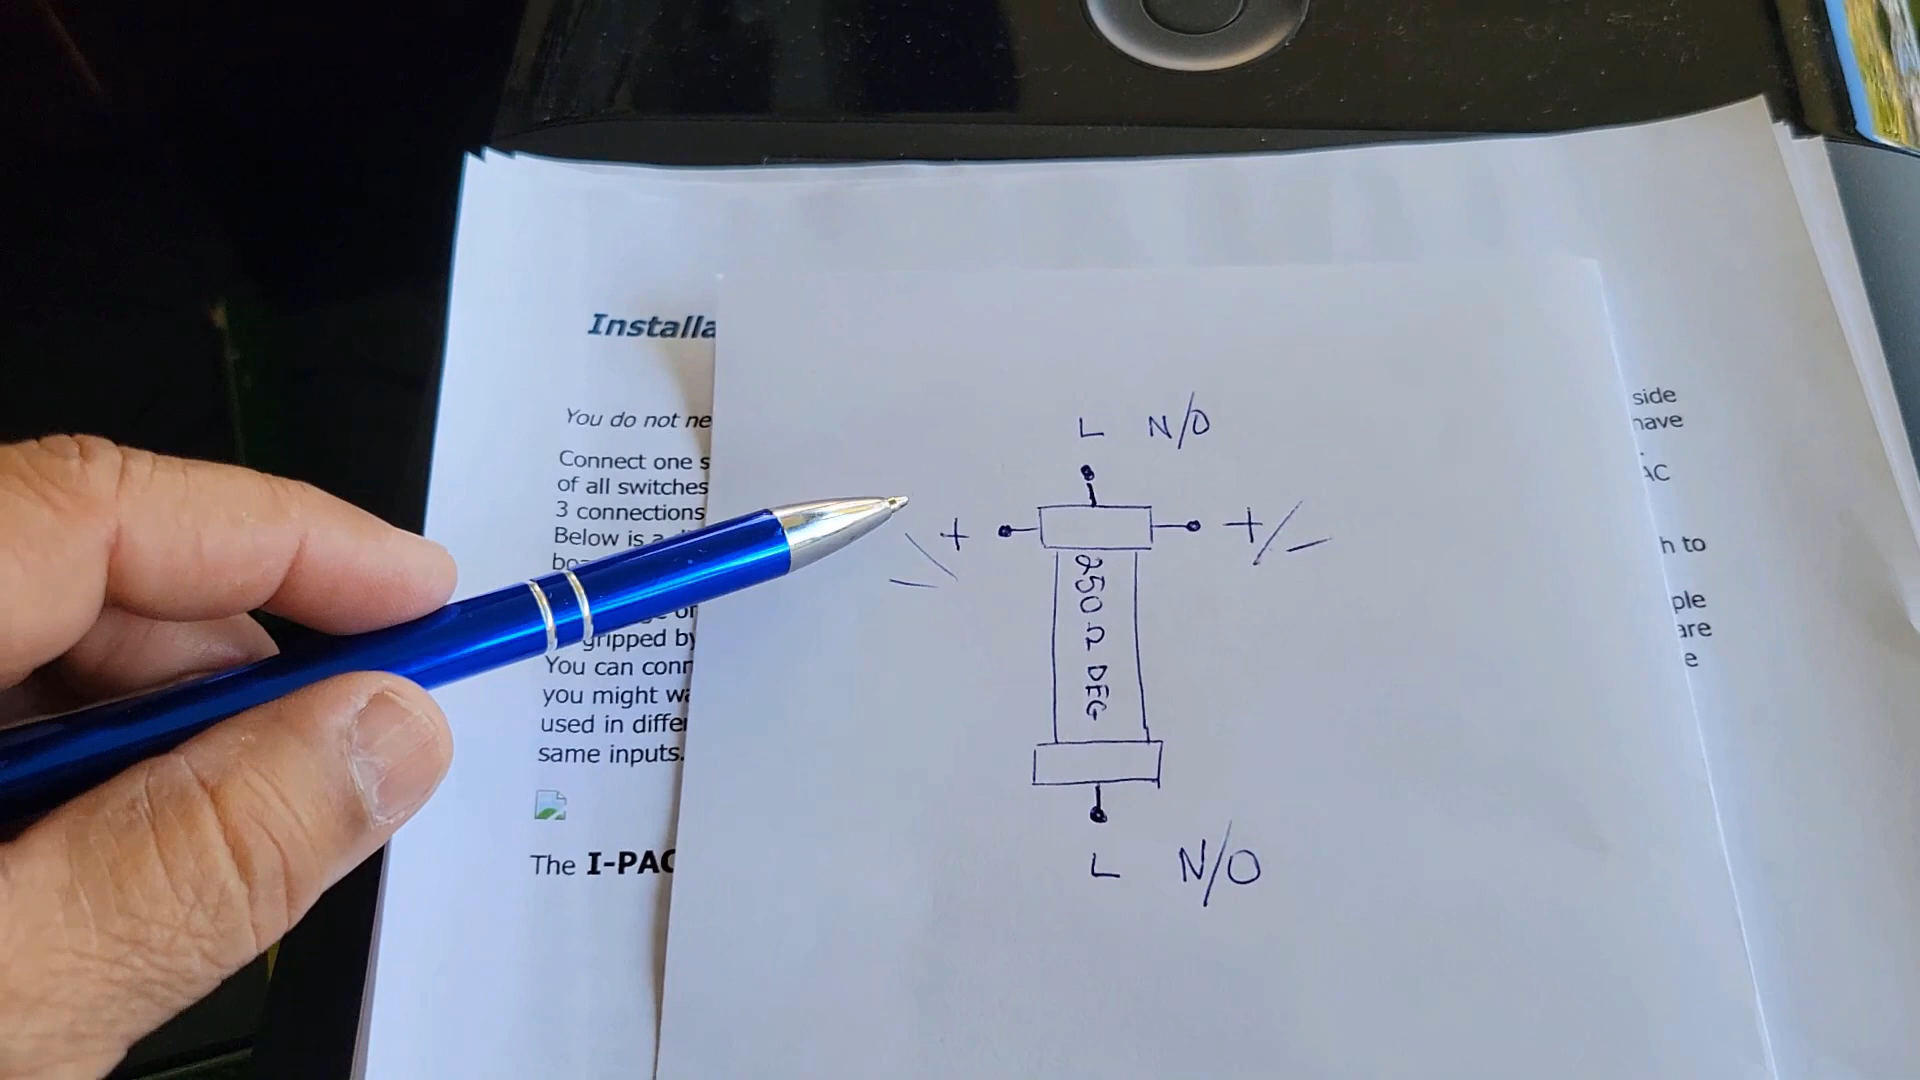 Installa
You do not ne
Connect one s
of all switches
3 connections
Below is a
gripped by
You can conn
you might wa
used in differ
same inputs.
The I-PAC
L N/O
+ +/-
250 Ω DEG
L N/O
side
have
AC
h to
ple
are
e